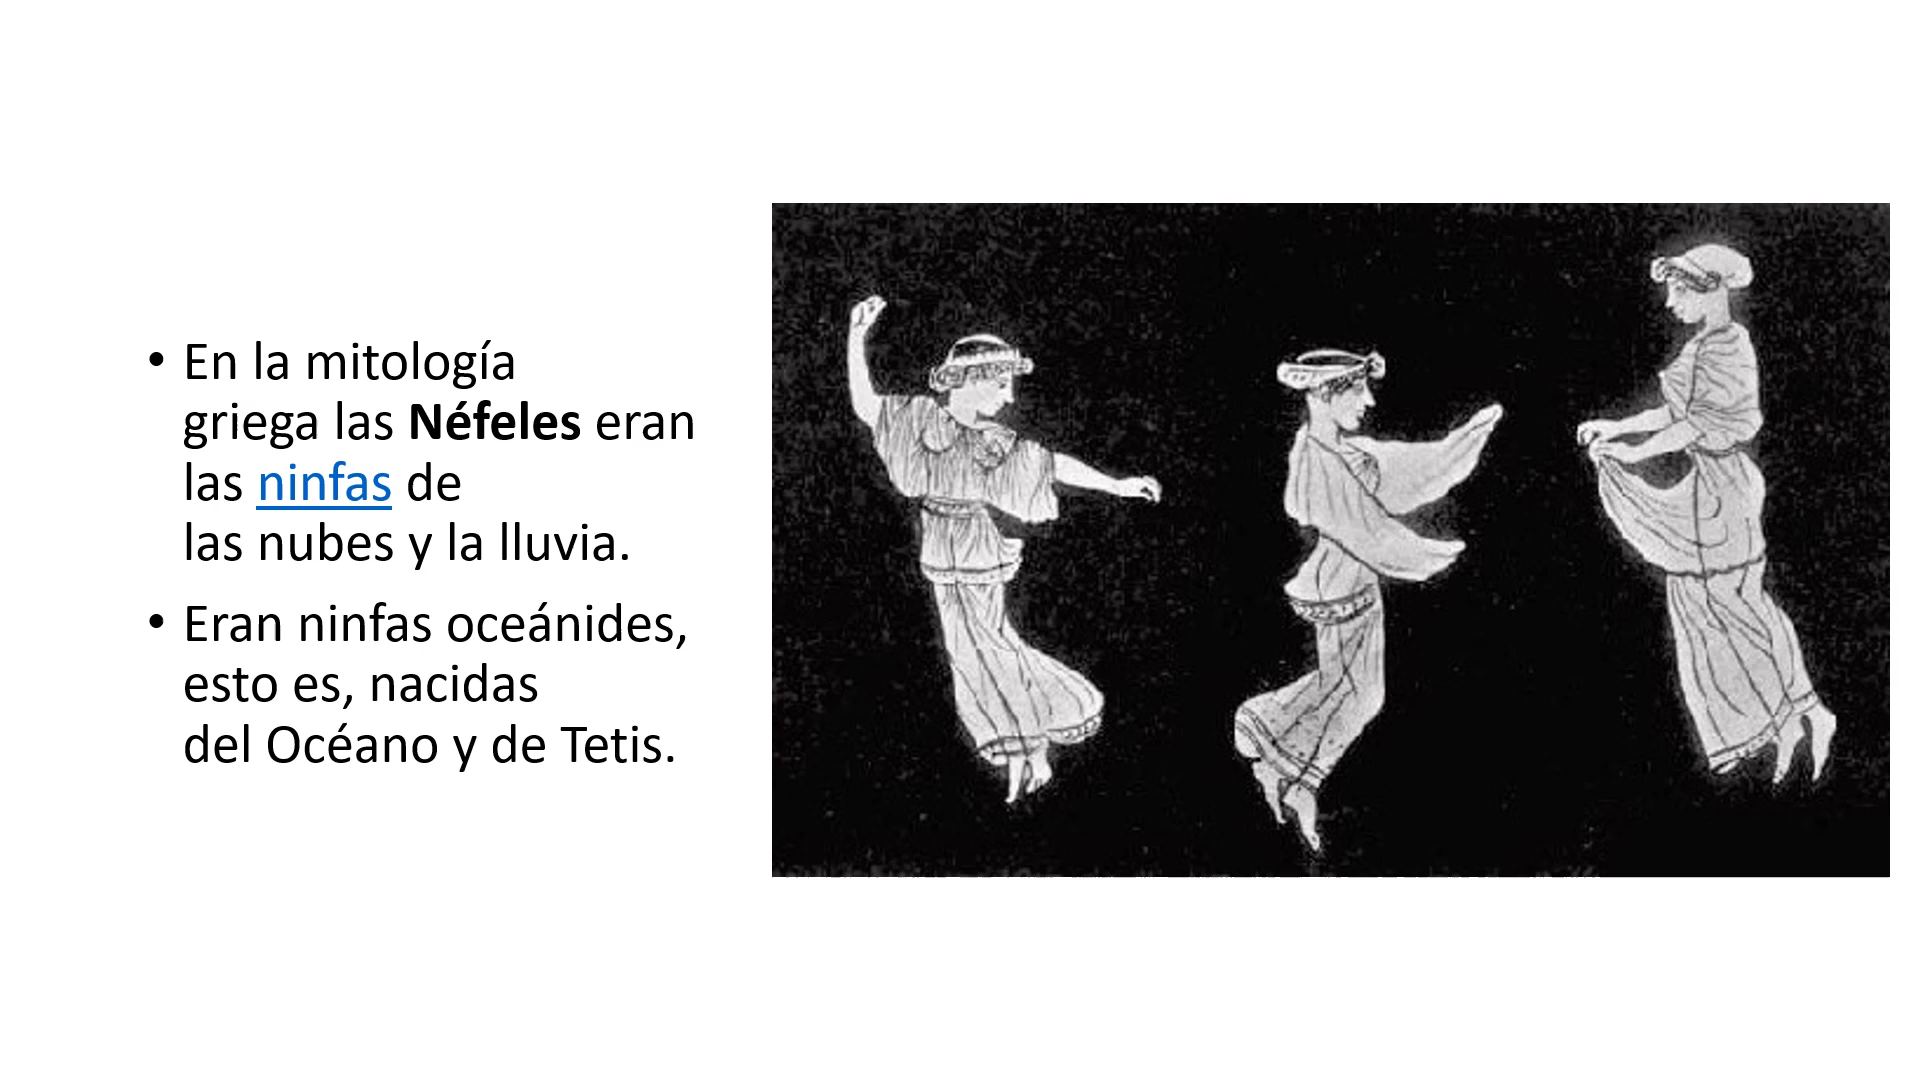 • En la mitología
griega las Néfeles eran
las ninfas de
las nubes y la lluvia.
• Eran ninfas oceánides,
esto es, nacidas
del Océano y de Tetis.